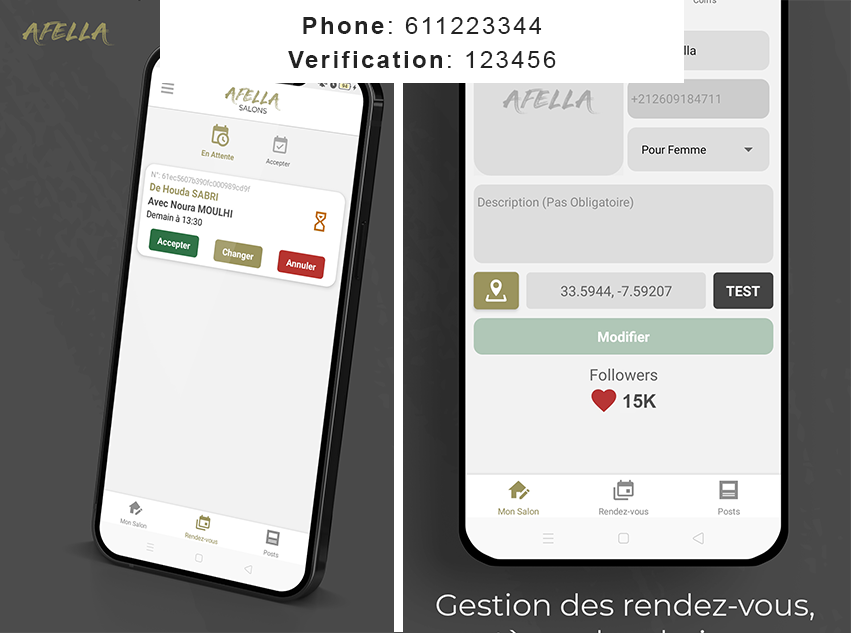 AFELLA
Phone: 611223344
Verification: 123456
AFELLA
SALONS
En Attente
Accepter
N°: 61ec5607b390fc000989cd9f
De Houda SABRI
Avec Noura MOULHI
Demain à 13:30
Accepter
Changer
Annuler
Mon Salon
Rendez-vous
Posts
lla
AFELLA
+212609184711
Pour Femme
Description (Pas Obligatoire)
33.5944, -7.59207
TEST
Modifier
Followers
15K
Mon Salon
Rendez-vous
Posts
Gestion des rendez-vous,